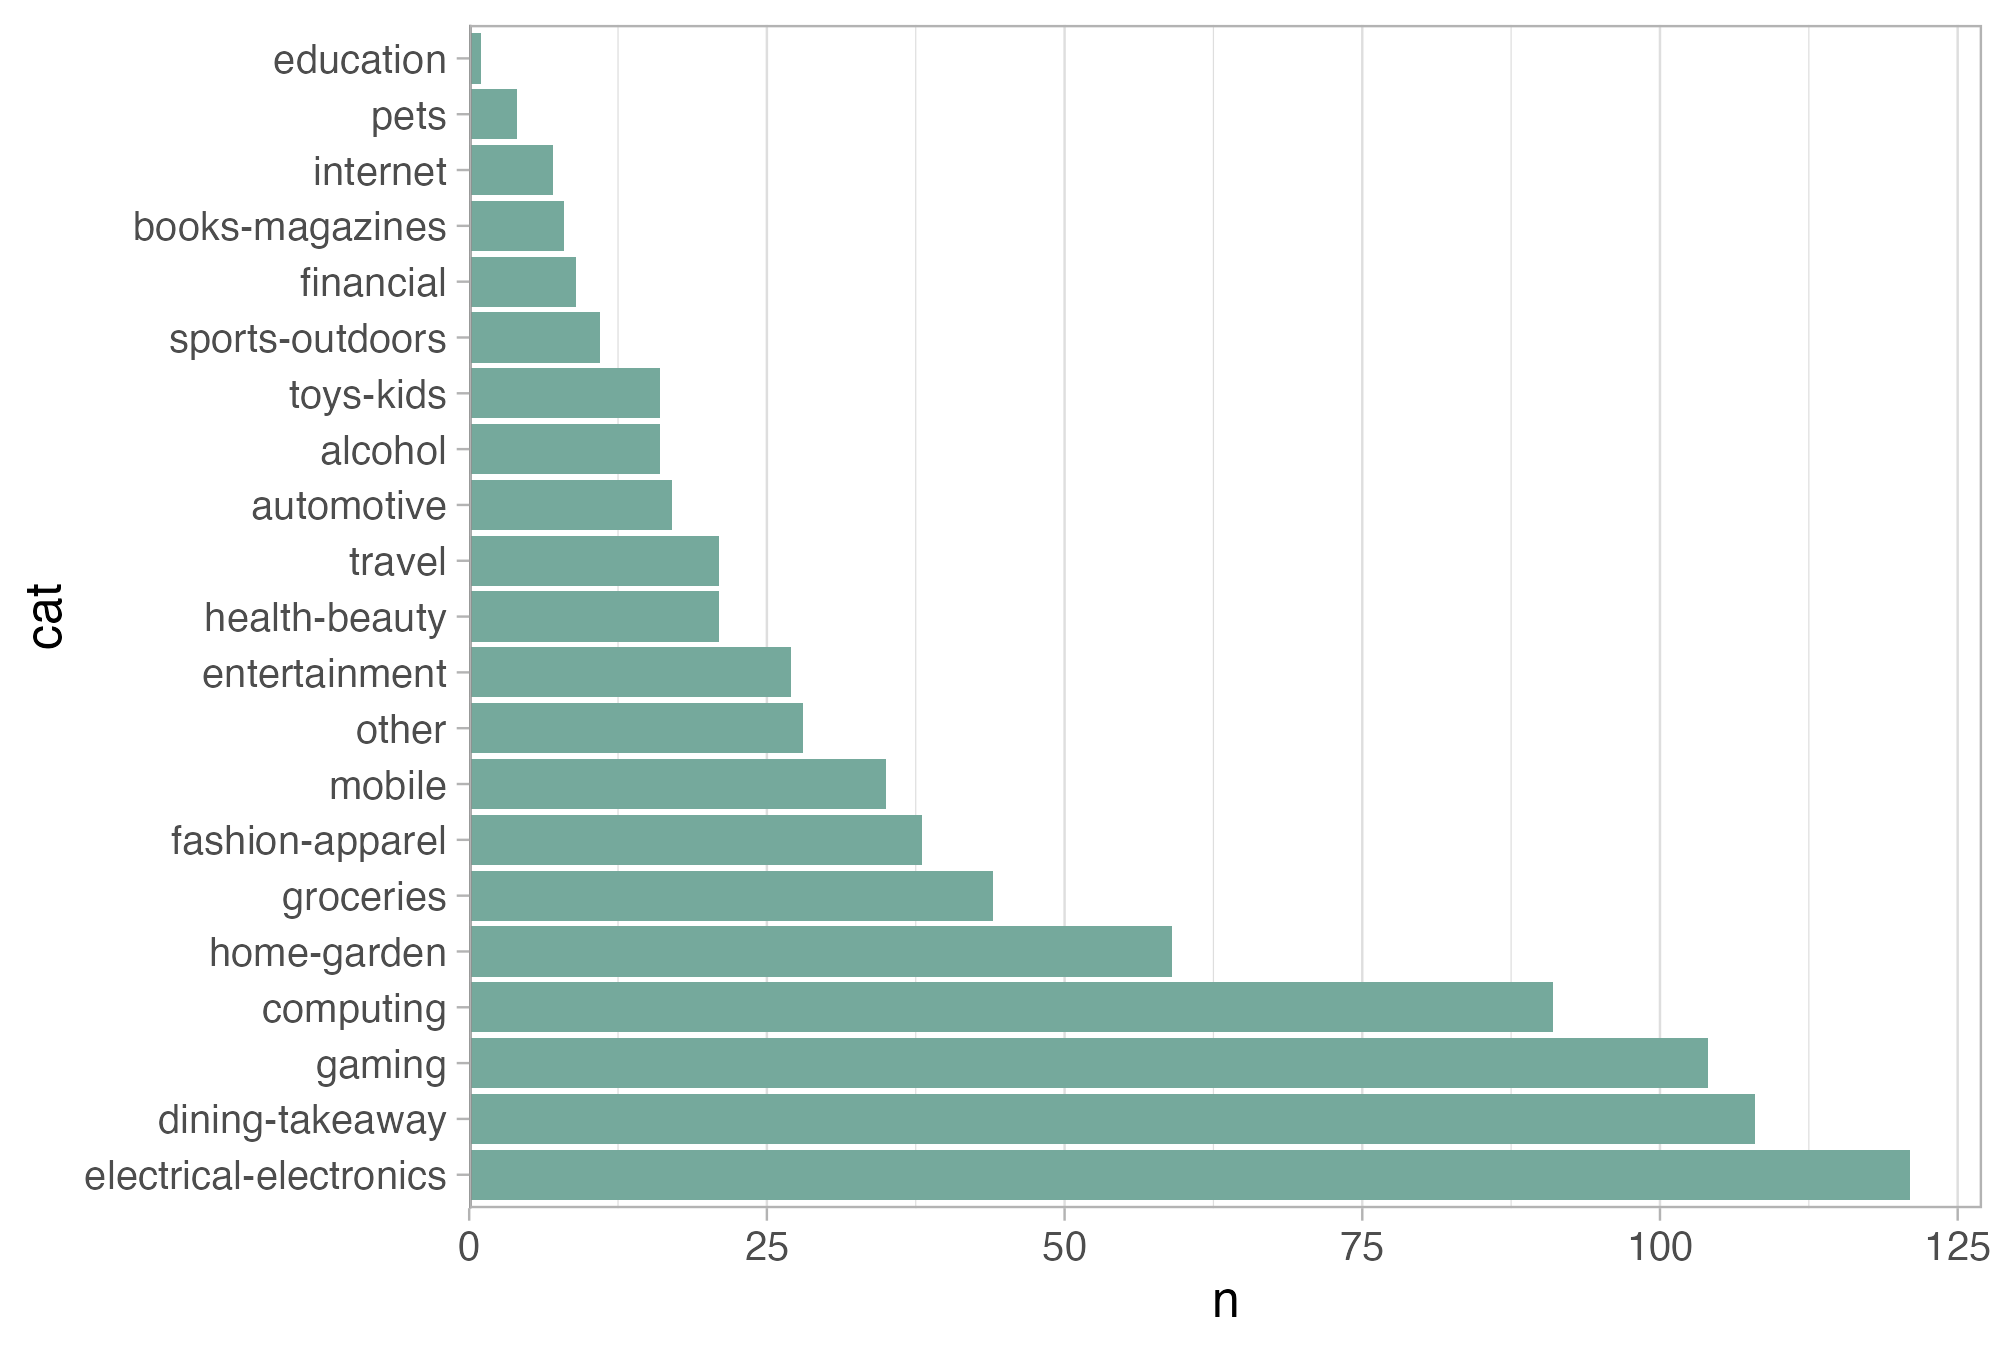 education
pets
internet
books-magazines
financial
sports-outdoors
toys-kids
alcohol
automotive
travel
health-beauty
entertainment
other
mobile
fashion-apparel
groceries
home-garden
computing
gaming
dining-takeaway
electrical-electronics
cat
0 25 50 75 100 125
n